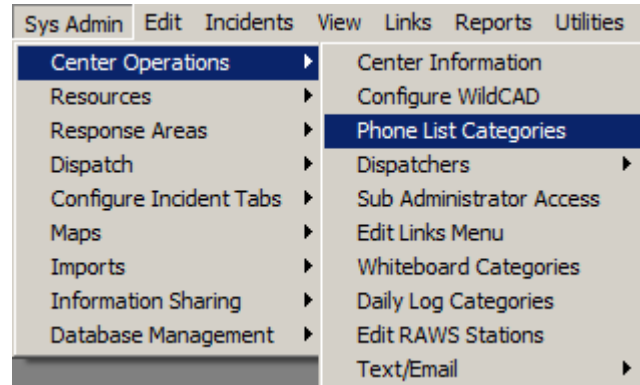 Sys Admin Edit Incidents View Links Reports Utilities
Center Operations
Resources
Response Areas
Dispatch
Configure Incident Tabs
Maps
Imports
Information Sharing
Database Management
Center Information
Configure WildCAD
Phone List Categories
Dispatchers
Sub Administrator Access
Edit Links Menu
Whiteboard Categories
Daily Log Categories
Edit RAWS Stations
Text/Email